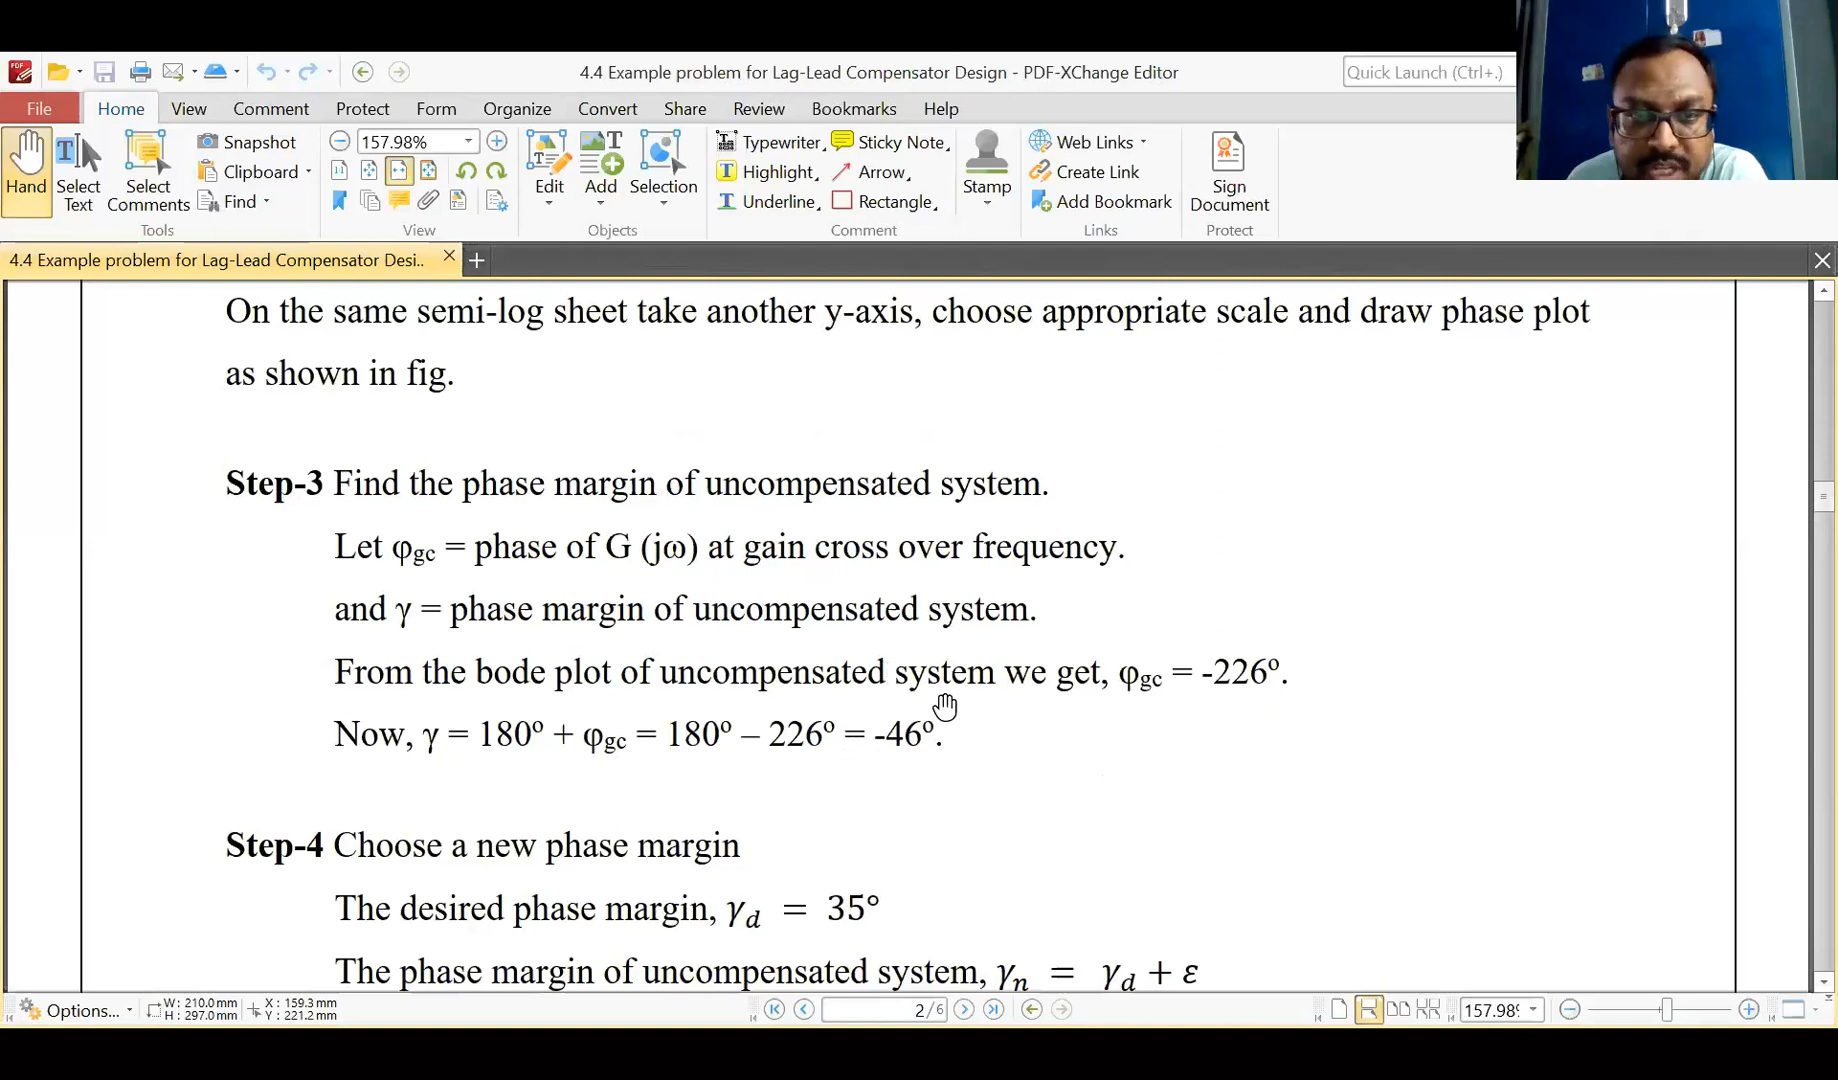 4.4 Example problem for Lag-Lead Compensator Design - PDF-XChange Editor
Quick Launch (Ctrl+.)
File Home View Comment Protect Form Organize Convert Share Review Bookmarks Help
Hand
Select Text
Select Comments
Snapshot
Clipboard
Find
Tools
157.98%
View
Edit
Add
Selection
Objects
Typewriter
Highlight
Underline
Sticky Note
Arrow
Rectangle
Stamp
Comment
Web Links
Create Link
Add Bookmark
Links
Sign Document
Protect
4.4 Example problem for Lag-Lead Compensator Desi..
On the same semi-log sheet take another y-axis, choose appropriate scale and draw phase plot
as shown in fig.
Step-3 Find the phase margin of uncompensated system.
Let φgc = phase of G (jω) at gain cross over frequency.
and γ = phase margin of uncompensated system.
From the bode plot of uncompensated system we get, φgc = -226º.
Now, γ = 180º + φgc = 180º – 226º = -46º.
Step-4 Choose a new phase margin
The desired phase margin, γd = 35°
The phase margin of uncompensated system, γn = γd + ε
Options...
W: 210.0 mm
H: 297.0 mm
X: 159.3 mm
Y: 221.2 mm
2/6
157.98%